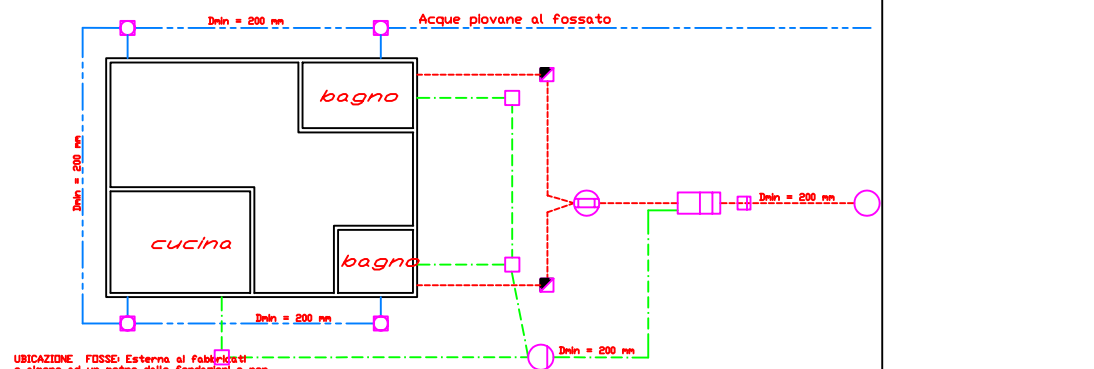 Dmin = 200 mm
Acque piovane al fossato
bagno
Dmin = 200 mm
Dmin = 200 mm
cucina
bagno
Dmin = 200 mm
Dmin = 200 mm
UBICAZIONE FOSSE: Esterna ai fabbricati